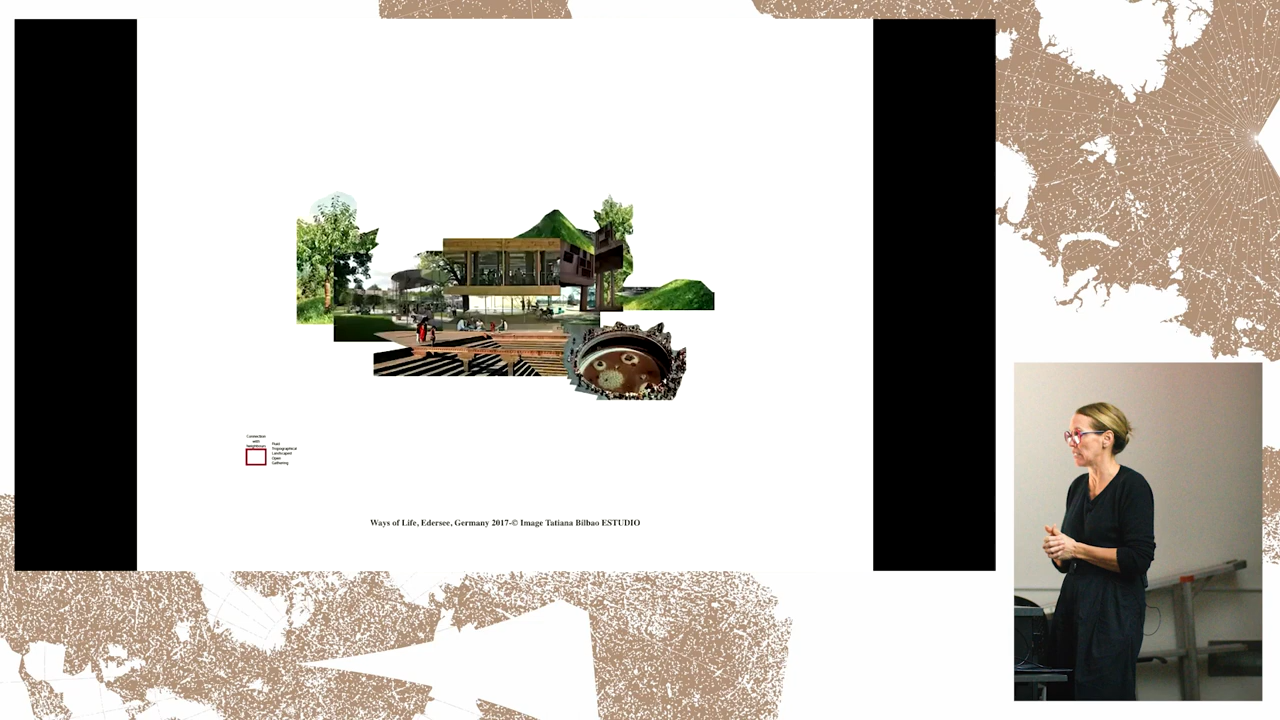 Connection
with
Neighbours
Fluid
Topographical
Landscaped
Open
Gathering
Ways of Life, Edersee, Germany 2017-© Image Tatiana Bilbao ESTUDIO